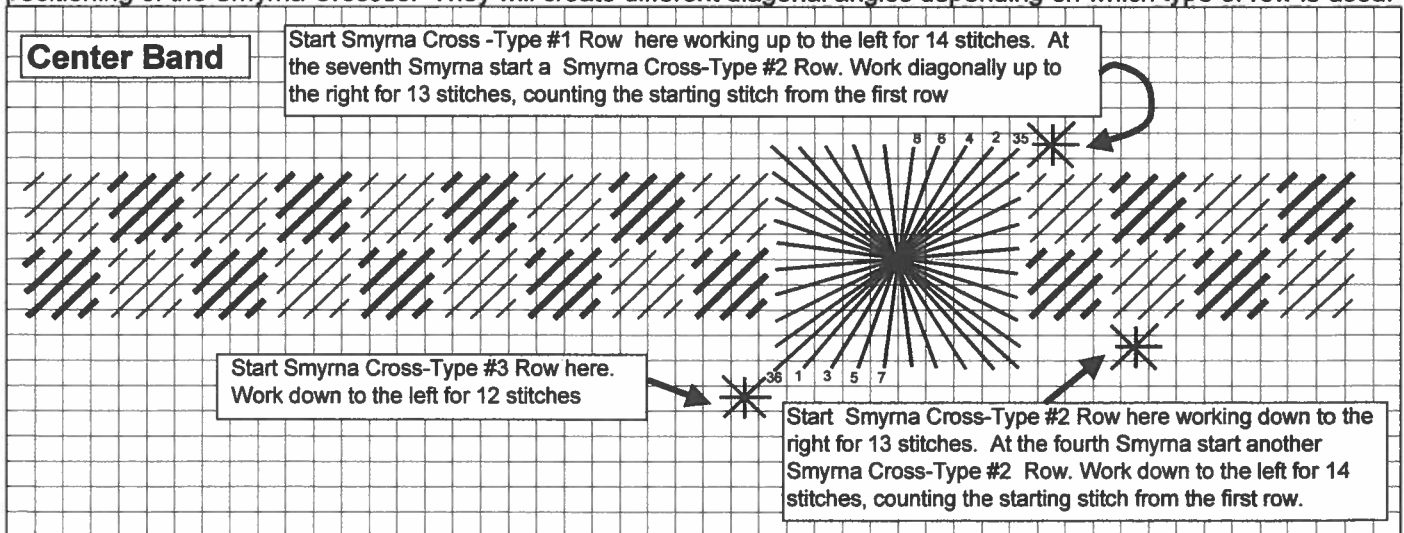 positioning of the Smyrna Crosses. They will create different diagonal angles depending on which type of row is used.
Center Band
Start Smyrna Cross -Type #1 Row here working up to the left for 14 stitches. At
the seventh Smyrna start a Smyrna Cross-Type #2 Row. Work diagonally up to
the right for 13 stitches, counting the starting stitch from the first row
8 6 4 2 35
Start Smyrna Cross-Type #3 Row here.
Work down to the left for 12 stitches
36 1 3 5 7
Start Smyrna Cross-Type #2 Row here working down to the
right for 13 stitches. At the fourth Smyrna start another
Smyrna Cross-Type #2 Row. Work down to the left for 14
stitches, counting the starting stitch from the first row.